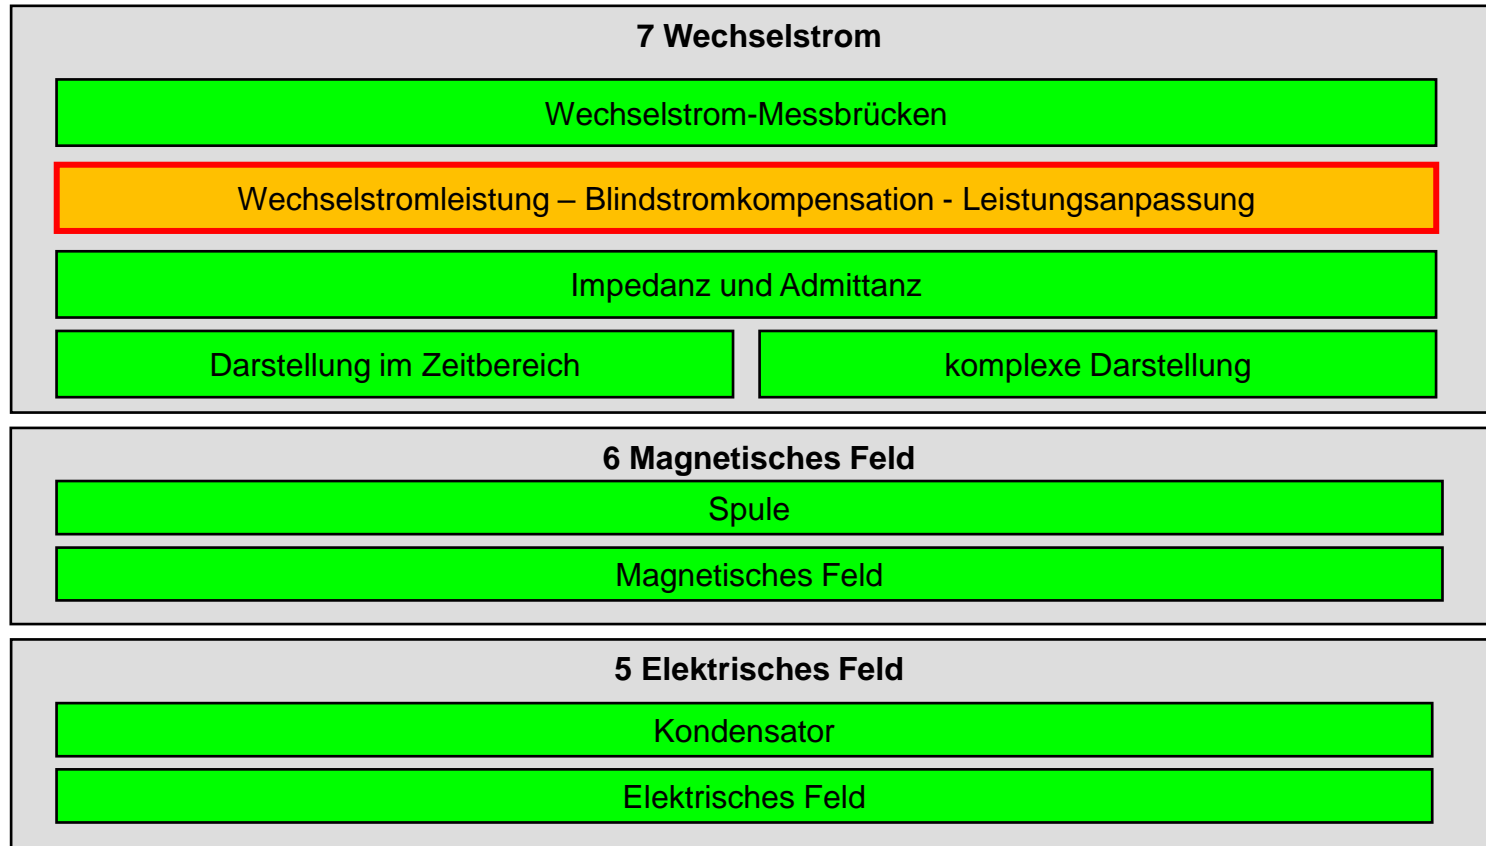 7 Wechselstrom
Wechselstrom-Messbrücken
Wechselstromleistung – Blindstromkompensation - Leistungsanpassung
Impedanz und Admittanz
Darstellung im Zeitbereich
komplexe Darstellung
6 Magnetisches Feld
Spule
Magnetisches Feld
5 Elektrisches Feld
Kondensator
Elektrisches Feld